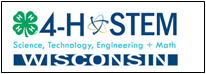 4-H STEM
Science, Technology, Engineering + Math
WISCONSIN